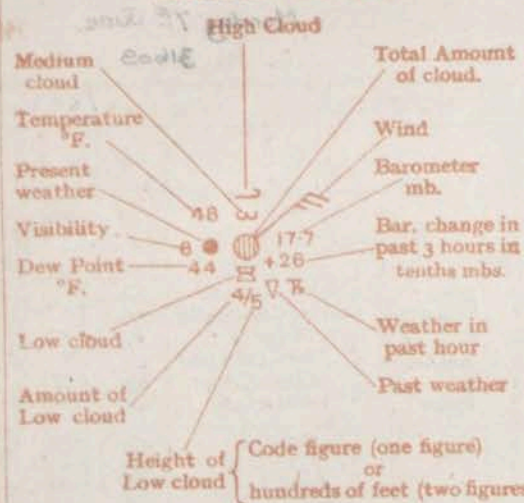 High Cloud
Medium
cloud
Total Amount
of cloud.
Temperature
°F.
Wind
Present
weather
Barometer
mb.
48
Visibility
8
17·7
Bar. change in
past 3 hours in
tenths mbs.
Dew Point
°F.
44
+26
4/5
Low cloud
Weather in
past hour
Amount of
Low cloud
Past weather
Height of
Low cloud
Code figure (one figure)
or
hundreds of feet (two figures